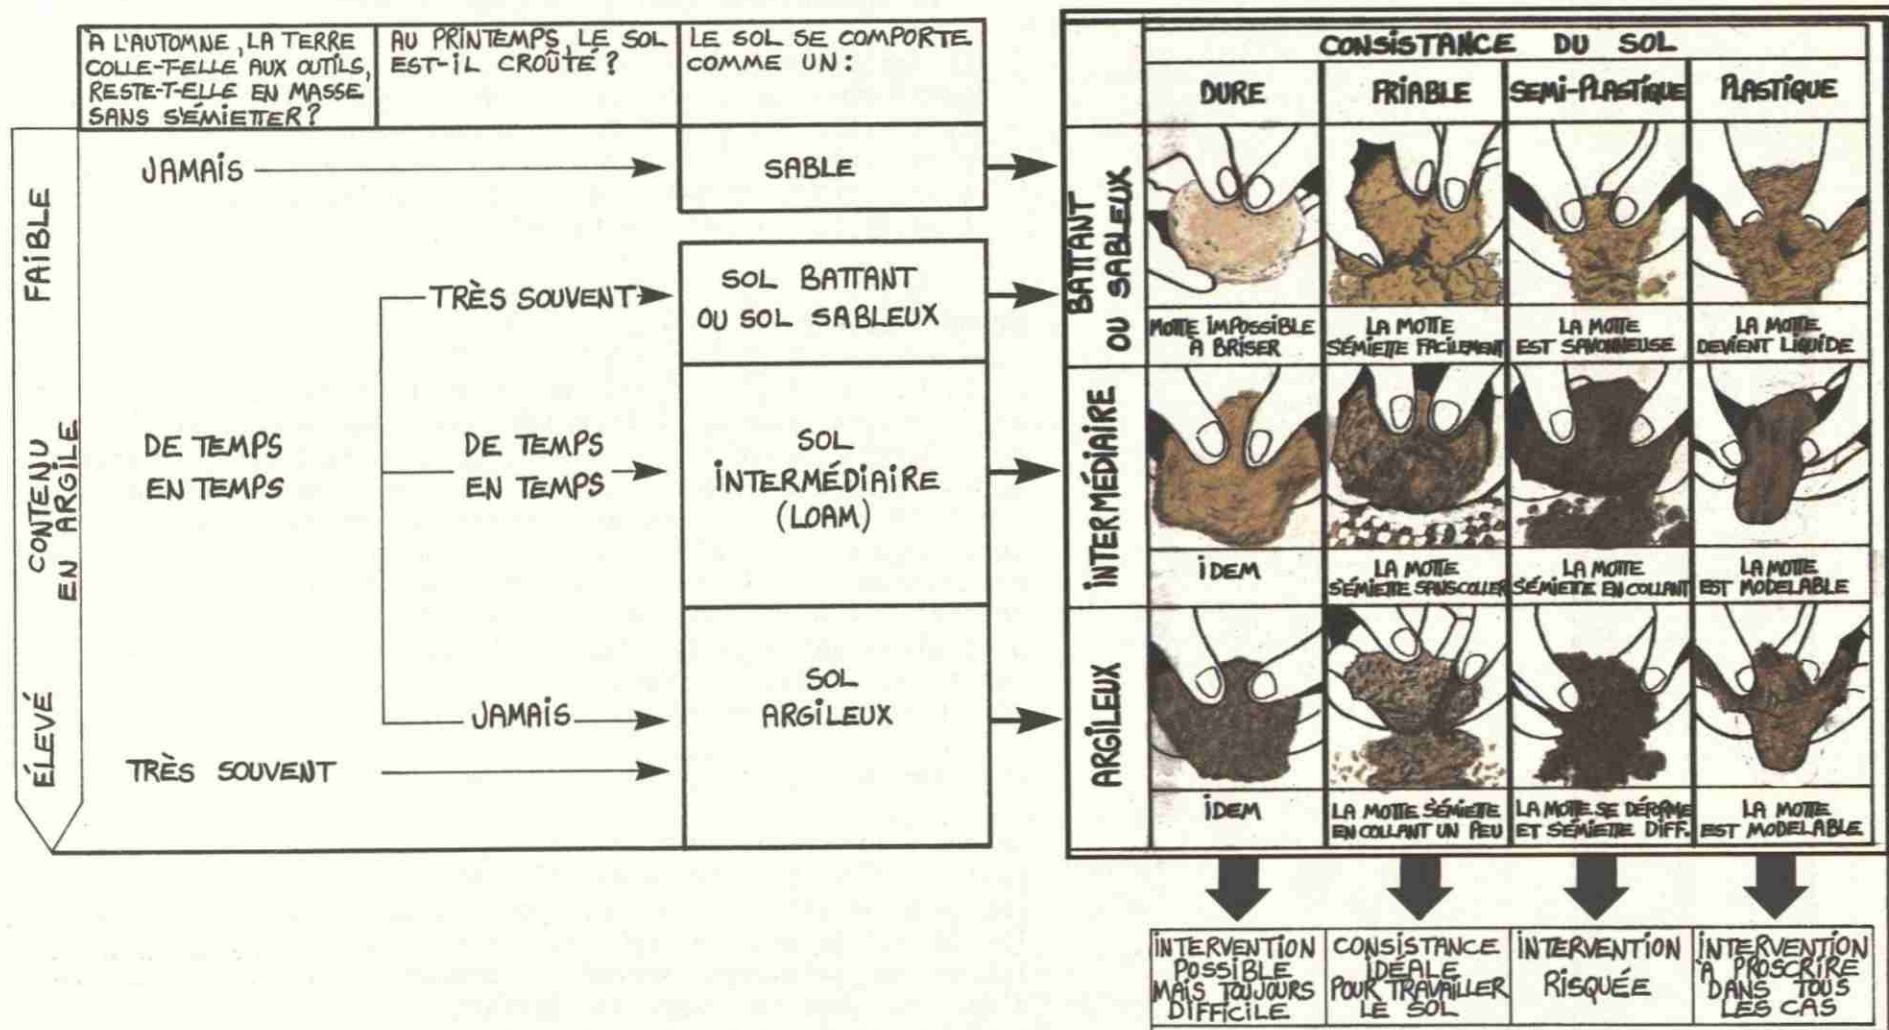 À L'AUTOMNE, LA TERRE
COLLE-T-ELLE AUX OUTILS,
RESTE-T-ELLE EN MASSE
SANS S'ÉMIETTER?
AU PRINTEMPS, LE SOL
EST-IL CROÛTÉ?
LE SOL SE COMPORTE
COMME UN:
FAIBLE
CONTENU
EN ARGILE
ÉLEVÉ
JAMAIS
SABLE
TRÈS SOUVENT
SOL BATTANT
OU SOL SABLEUX
DE TEMPS
EN TEMPS
DE TEMPS
EN TEMPS
SOL
INTERMÉDIAIRE
(LOAM)
JAMAIS
SOL
ARGILEUX
TRÈS SOUVENT
CONSISTANCE DU SOL
DURE
FRIABLE
SEMI-PLASTIQUE
PLASTIQUE
BATTANT
OU SABLEUX
MOTTE IMPOSSIBLE
À BRISER
LA MOTTE
S'ÉMIETTE FACILEMENT
LA MOTTE
EST SAVONNEUSE
LA MOTTE
DEVIENT LIQUIDE
INTERMÉDIAIRE
IDEM
LA MOTTE
S'ÉMIETTE SANS COLLER
LA MOTTE
S'ÉMIETTE EN COLLANT
LA MOTTE
EST MODELABLE
ARGILEUX
IDEM
LA MOTTE S'ÉMIETTE
EN COLLANT UN PEU
LA MOTTE SE DÉFORME
ET S'ÉMIETTE DIFF.
LA MOTTE
EST MODELABLE
INTERVENTION
POSSIBLE
MAIS TOUJOURS
DIFFICILE
CONSISTANCE
IDÉALE
POUR TRAVAILLER
LE SOL
INTERVENTION
RISQUÉE
INTERVENTION
À PROSCRIRE
DANS TOUS
LES CAS